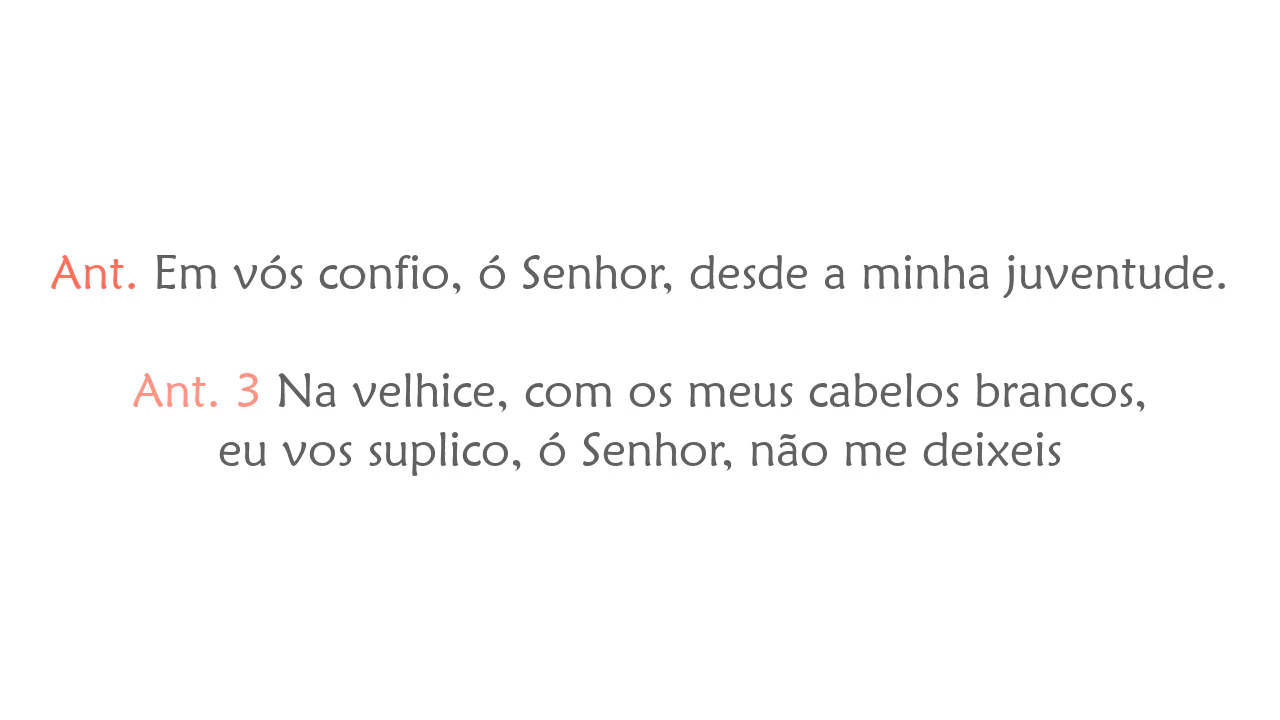 Ant. Em vós confio, ó Senhor, desde a minha juventude.
Ant. 3 Na velhice, com os meus cabelos brancos,
eu vos suplico, ó Senhor, não me deixeis